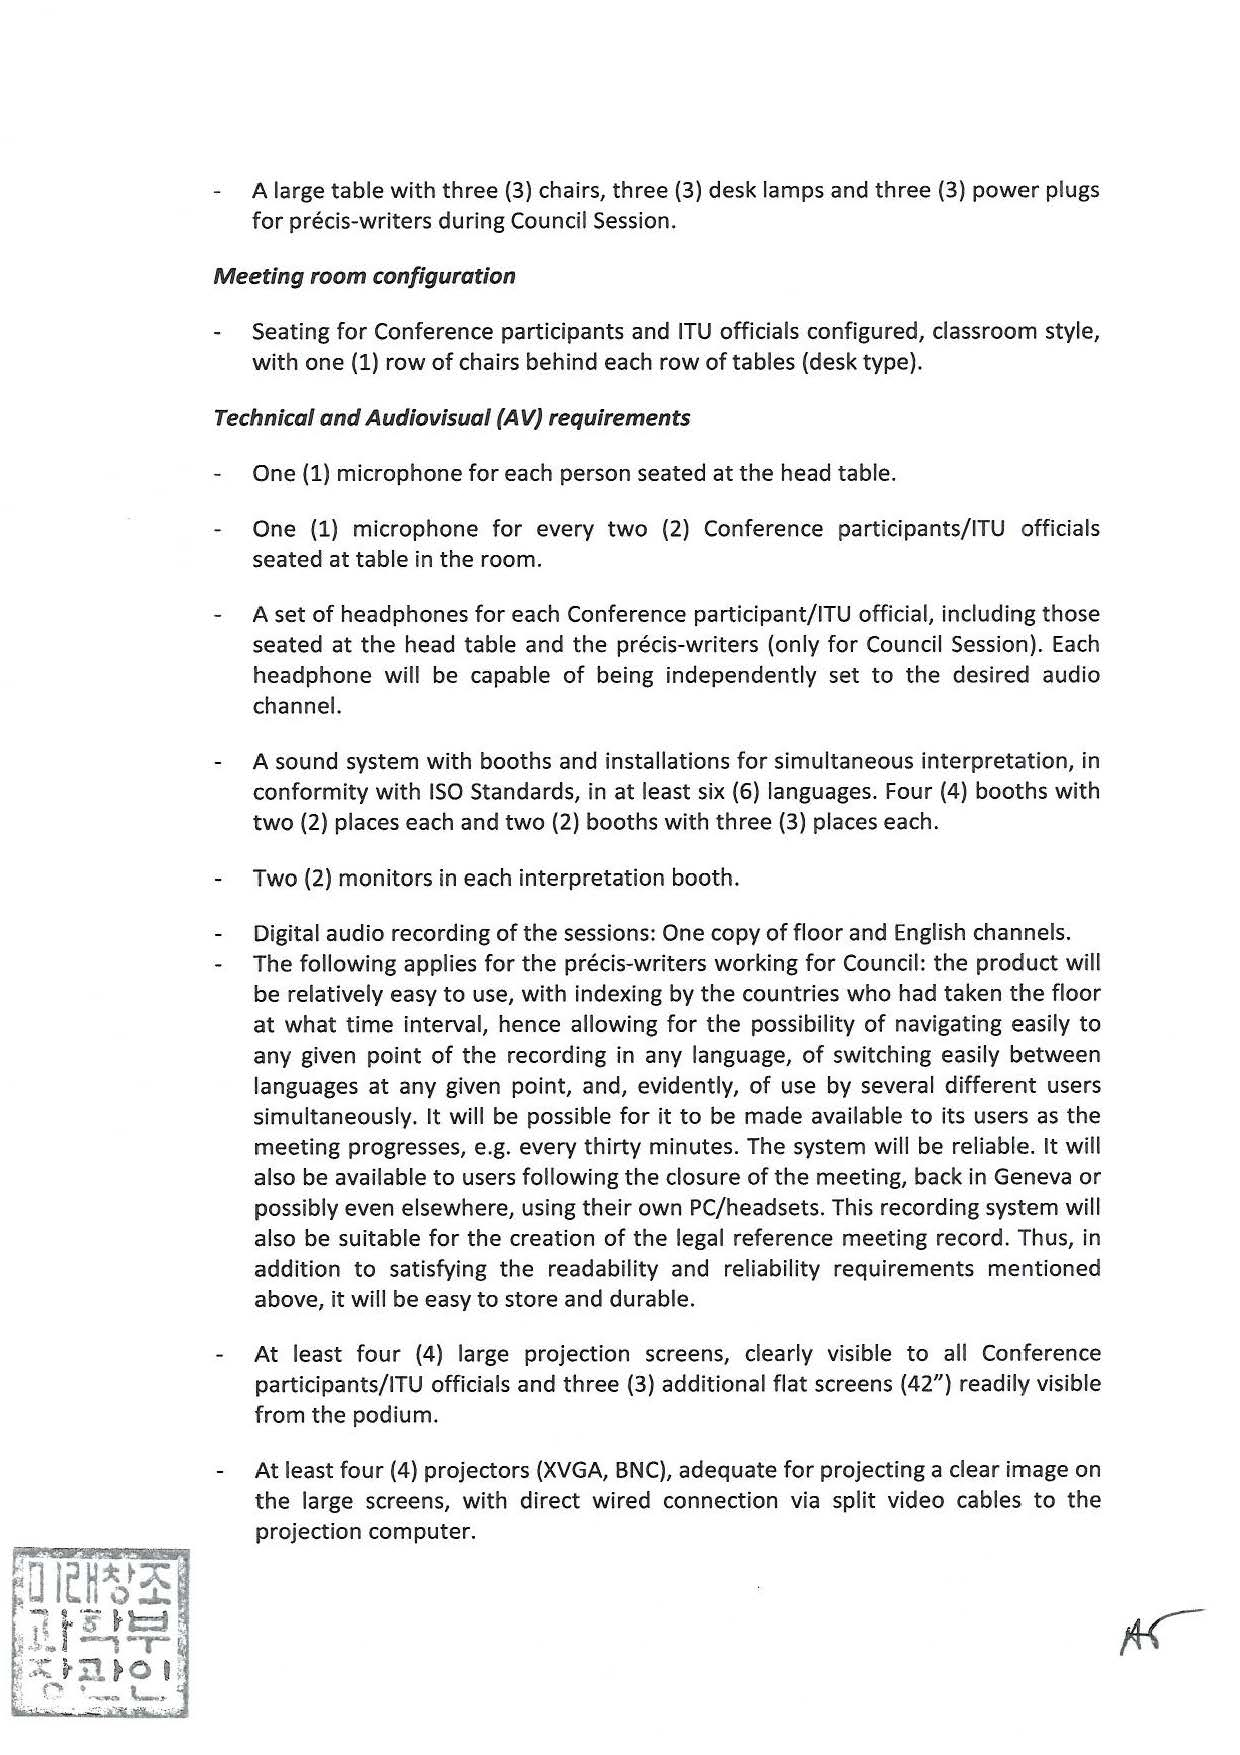 - A large table with three (3) chairs, three (3) desk lamps and three (3) power plugs
for précis-writers during Council Session.
Meeting room configuration
- Seating for Conference participants and ITU officials configured, classroom style,
with one (1) row of chairs behind each row of tables (desk type).
Technical and Audiovisual (AV) requirements
- One (1) microphone for each person seated at the head table.
- One (1) microphone for every two (2) Conference participants/ITU officials
seated at table in the room.
- A set of headphones for each Conference participant/ITU official, including those
seated at the head table and the précis-writers (only for Council Session). Each
headphone will be capable of being independently set to the desired audio
channel.
- A sound system with booths and installations for simultaneous interpretation, in
conformity with ISO Standards, in at least six (6) languages. Four (4) booths with
two (2) places each and two (2) booths with three (3) places each.
- Two (2) monitors in each interpretation booth.
- Digital audio recording of the sessions: One copy of floor and English channels.
- The following applies for the précis-writers working for Council: the product will
be relatively easy to use, with indexing by the countries who had taken the floor
at what time interval, hence allowing for the possibility of navigating easily to
any given point of the recording in any language, of switching easily between
languages at any given point, and, evidently, of use by several different users
simultaneously. It will be possible for it to be made available to its users as the
meeting progresses, e.g. every thirty minutes. The system will be reliable. It will
also be available to users following the closure of the meeting, back in Geneva or
possibly even elsewhere, using their own PC/headsets. This recording system will
also be suitable for the creation of the legal reference meeting record. Thus, in
addition to satisfying the readability and reliability requirements mentioned
above, it will be easy to store and durable.
- At least four (4) large projection screens, clearly visible to all Conference
participants/ITU officials and three (3) additional flat screens (42”) readily visible
from the podium.
- At least four (4) projectors (XVGA, BNC), adequate for projecting a clear image on
the large screens, with direct wired connection via split video cables to the
projection computer.
미래창조
과학부
장관인